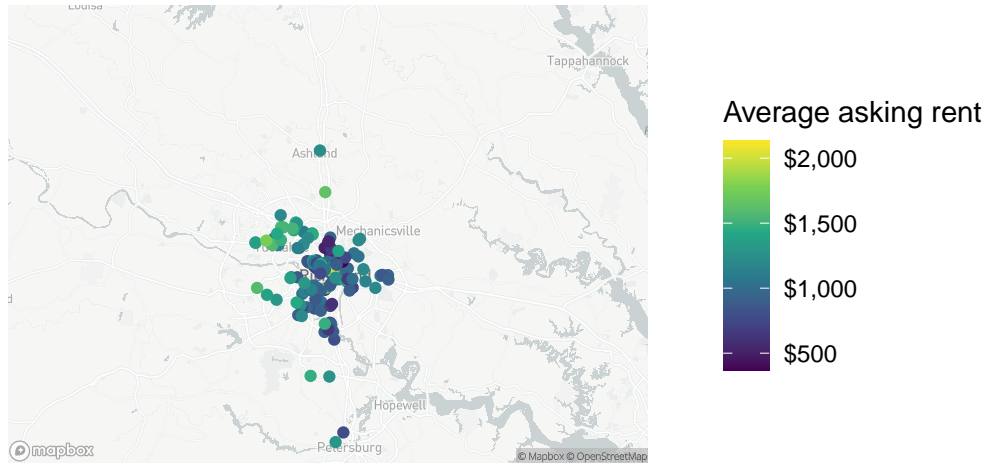 Louisa
Tappahannock
Ashland
Mechanicsville
Hopewell
Petersburg
mapbox
© Mapbox © OpenStreetMap
Average asking rent
$2,000
$1,500
$1,000
$500